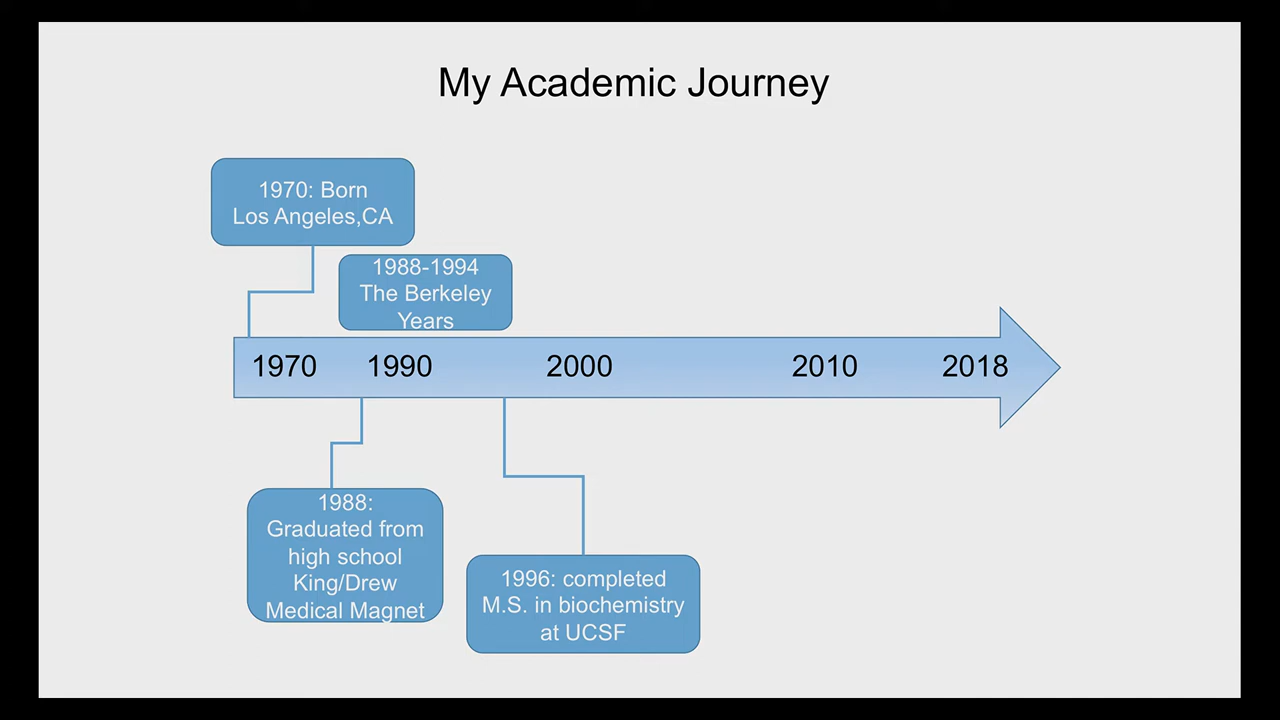 My Academic Journey
1970: Born
Los Angeles,CA
1988-1994
The Berkeley
Years
1970 1990 2000 2010 2018
1988:
Graduated from
high school
King/Drew
Medical Magnet
1996: completed
M.S. in biochemistry
at UCSF